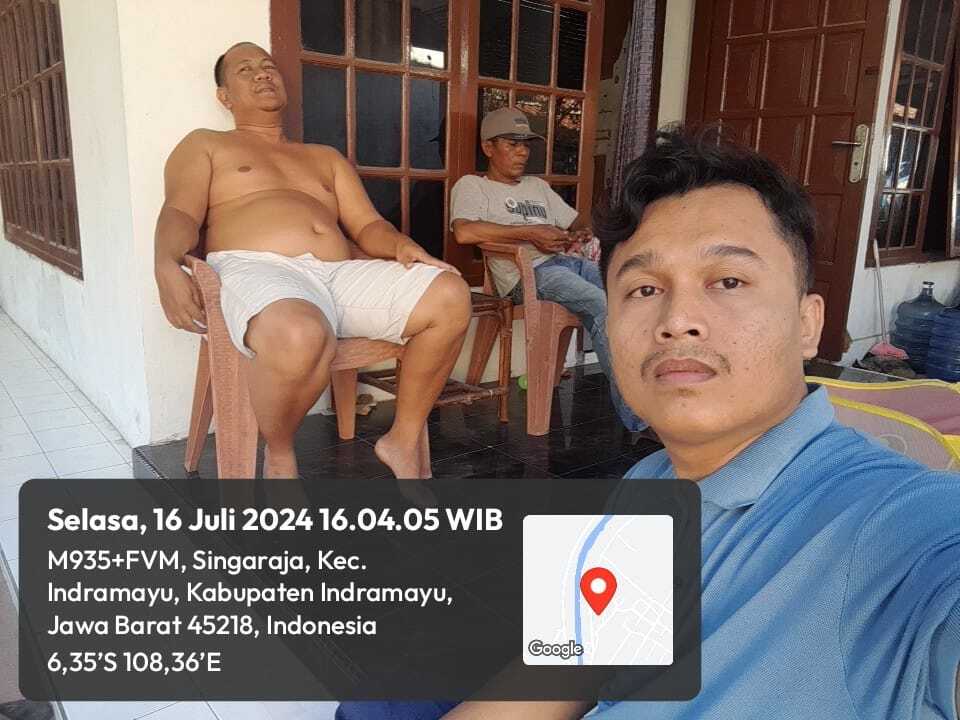 Supino
Selasa, 16 Juli 2024 16.04.05 WIB
M935+FVM, Singaraja, Kec.
Indramayu, Kabupaten Indramayu,
Jawa Barat 45218, Indonesia
6,35’S 108,36’E
Google